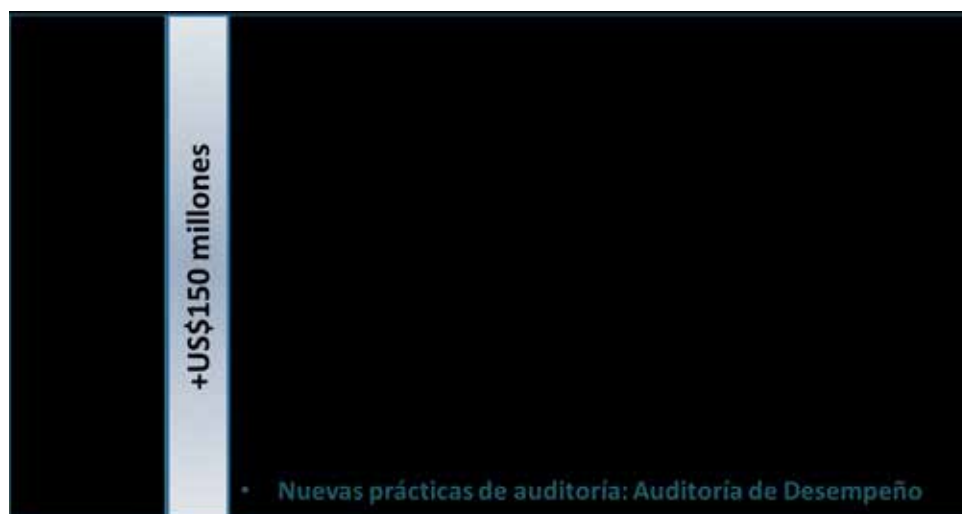 +US$150 millones
• Nuevas prácticas de auditoría: Auditoría de Desempeño